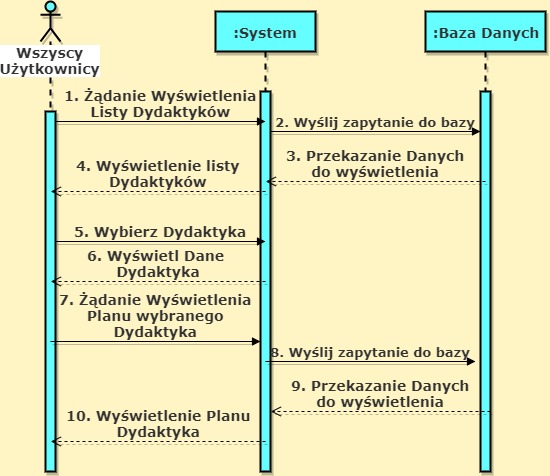 Wszyscy
Użytkownicy
:System
:Baza Danych
1. Żądanie Wyświetlenia
Listy Dydaktyków
2. Wyślij zapytanie do bazy
3. Przekazanie Danych
do wyświetlenia
4. Wyświetlenie listy
Dydaktyków
5. Wybierz Dydaktyka
6. Wyświetl Dane
Dydaktyka
7. Żądanie Wyświetlenia
Planu wybranego
Dydaktyka
8. Wyślij zapytanie do bazy
9. Przekazanie Danych
do wyświetlenia
10. Wyświetlenie Planu
Dydaktyka